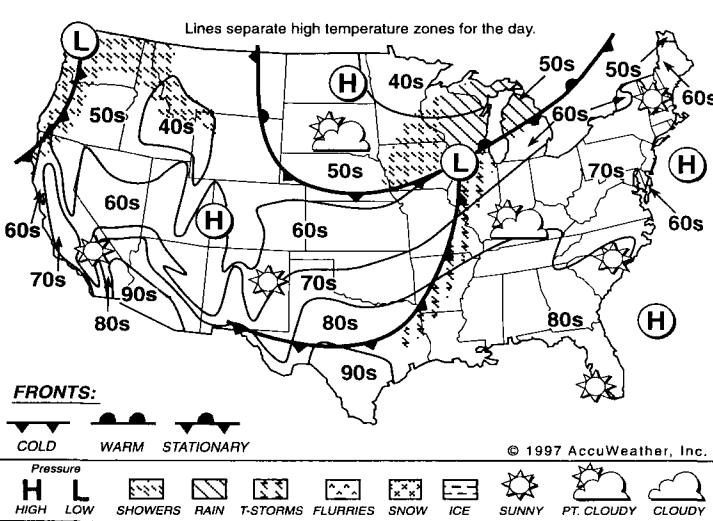 Lines separate high temperature zones for the day.
L
H
40s
50s
50s
60s
50s
40s
60s
50s
L
H
70s
60s
60s
H
60s
60s
70s
90s
80s
70s
80s
90s
80s
H
FRONTS:
COLD WARM STATIONARY
© 1997 AccuWeather, Inc.
Pressure
H L
HIGH LOW SHOWERS RAIN T-STORMS FLURRIES SNOW ICE SUNNY PT. CLOUDY CLOUDY